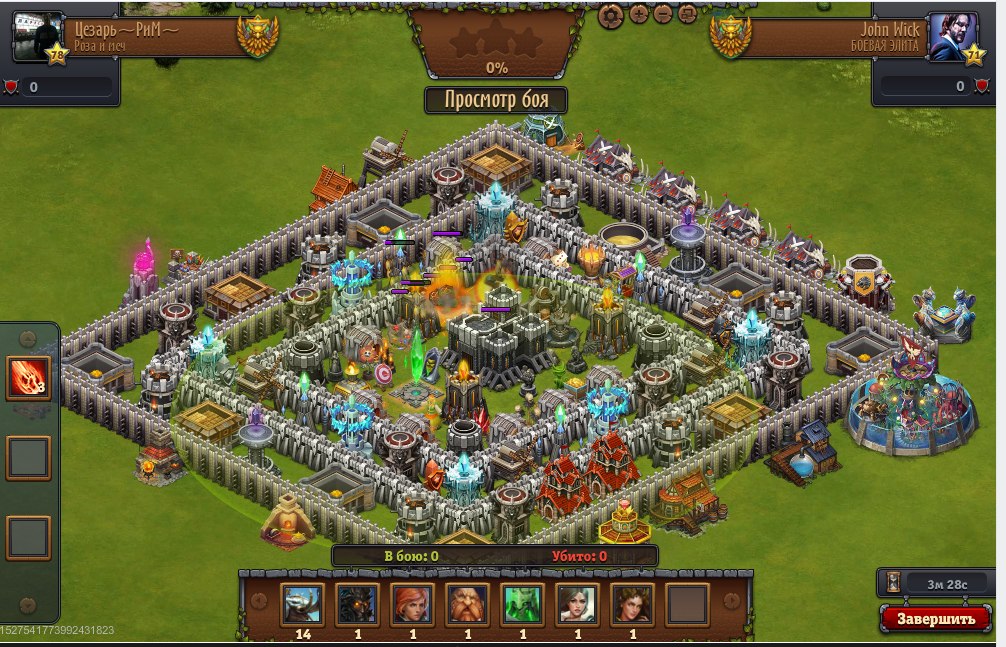 Цезарь~РиМ~
Роза и меч
78
0
0%
Просмотр боя
John Wick
БОЕВАЯ ЭЛИТА
71
0
3
В бою: 0
Убито: 0
14
1
1
1
1
1
1
3м 28с
Завершить
1527541773992431823